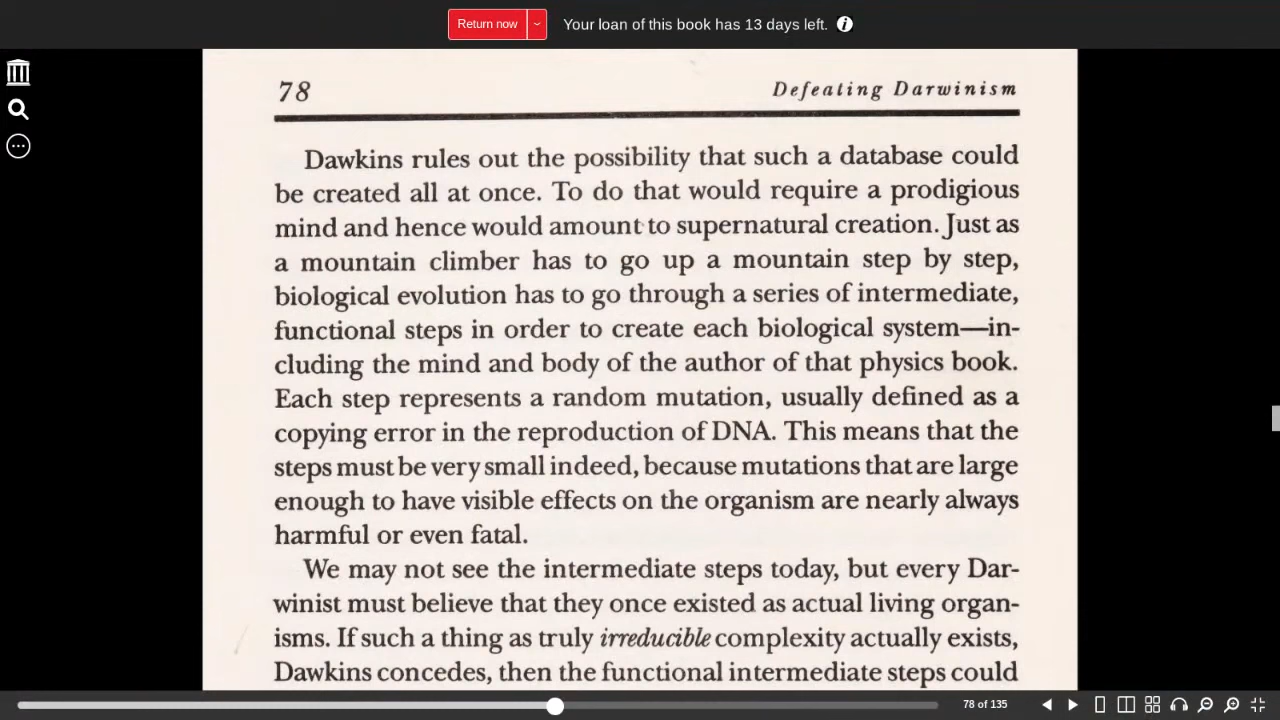 Return now
Your loan of this book has 13 days left.
78
Defeating Darwinism
Dawkins rules out the possibility that such a database could
be created all at once. To do that would require a prodigious
mind and hence would amount to supernatural creation. Just as
a mountain climber has to go up a mountain step by step,
biological evolution has to go through a series of intermediate,
functional steps in order to create each biological system—in-
cluding the mind and body of the author of that physics book.
Each step represents a random mutation, usually defined as a
copying error in the reproduction of DNA. This means that the
steps must be very small indeed, because mutations that are large
enough to have visible effects on the organism are nearly always
harmful or even fatal.
We may not see the intermediate steps today, but every Dar-
winist must believe that they once existed as actual living organ-
isms. If such a thing as truly irreducible complexity actually exists,
Dawkins concedes, then the functional intermediate steps could
78 of 135